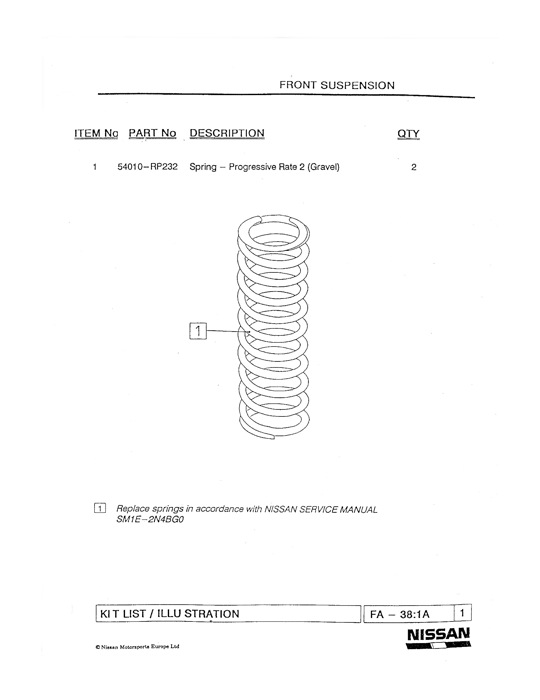 FRONT SUSPENSION
ITEM No PART No DESCRIPTION QTY
1 54010-RP232 Spring - Progressive Rate 2 (Gravel) 2
1
1 Replace springs in accordance with NISSAN SERVICE MANUAL
SM1E-2N4BG0
KIT LIST / ILLUSTRATION FA - 38:1A 1
NISSAN
© Nissan Motorsports Europe Ltd